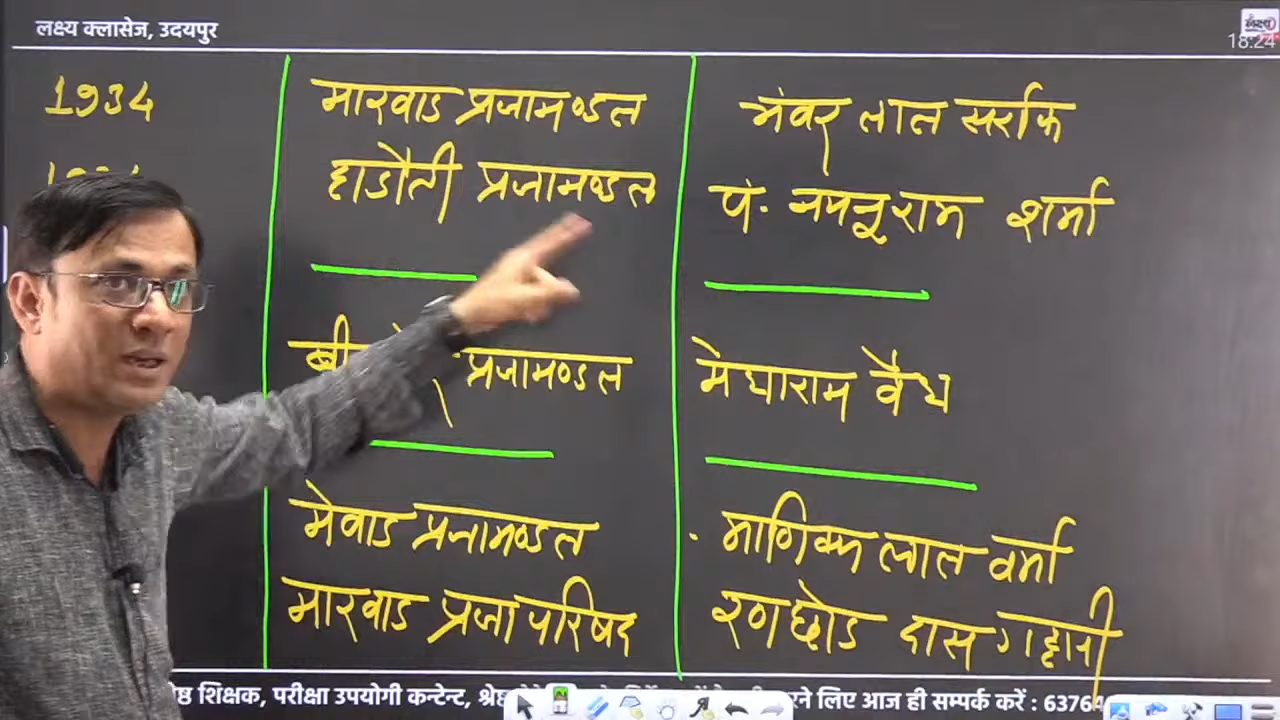 लक्ष्य क्लासेज, उदयपुर
लक्ष्य
18:24
1934 मारवाड प्रजामण्डल भंवर लाल सर्राफ
हाडौती प्रजामण्डल पं. नयनूराम शर्मा
प्रजामण्डल मेघाराम वैध
मेवाड प्रजामण्डल माणिक्य लाल वर्मा
मारवाड प्रजा परिषद रणछोड दास गट्टानी
शिक्षक, परीक्षा उपयोगी कन्टेन्ट, लिए आज ही सम्पर्क करें : 6376